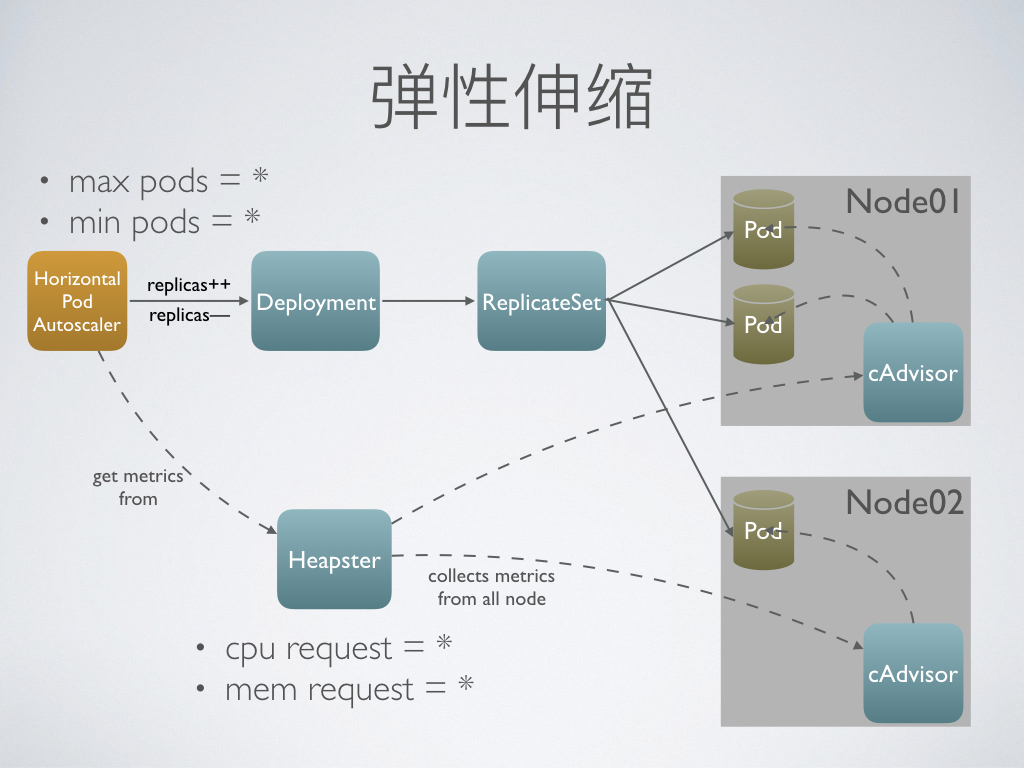 弹性伸缩
• max pods = *
• min pods = *
Horizontal
Pod
Autoscaler
replicas++
replicas—
Deployment
ReplicateSet
Node01
Pod
Pod
cAdvisor
get metrics
from
Heapster
collects metrics
from all node
Node02
Pod
cAdvisor
• cpu request = *
• mem request = *